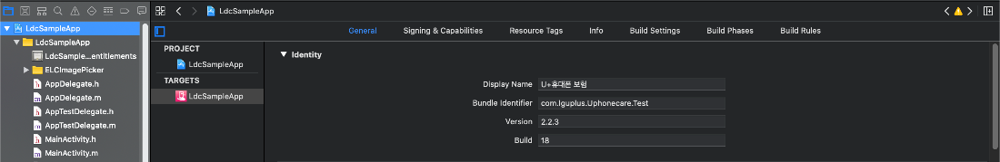 LdcSampleApp
LdcSampleApp
General Signing & Capabilities Resource Tags Info Build Settings Build Phases Build Rules
LdcSampleApp
LdcSample...entitlements
ELCImagePicker
AppDelegate.h
AppDelegate.m
AppTestDelegate.h
AppTestDelegate.m
MainActivity.h
MainActivity.m
PROJECT
LdcSampleApp
TARGETS
LdcSampleApp
Identity
Display Name U+휴대폰 보험
Bundle Identifier com.lguplus.Uphonecare.Test
Version 2.2.3
Build 18